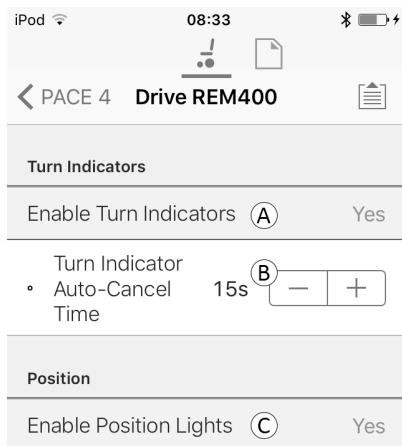 iPod 08:33
PACE 4 Drive REM400
Turn Indicators
Enable Turn Indicators A Yes
Turn Indicator
Auto-Cancel 15s B − +
Time
Position
Enable Position Lights C Yes